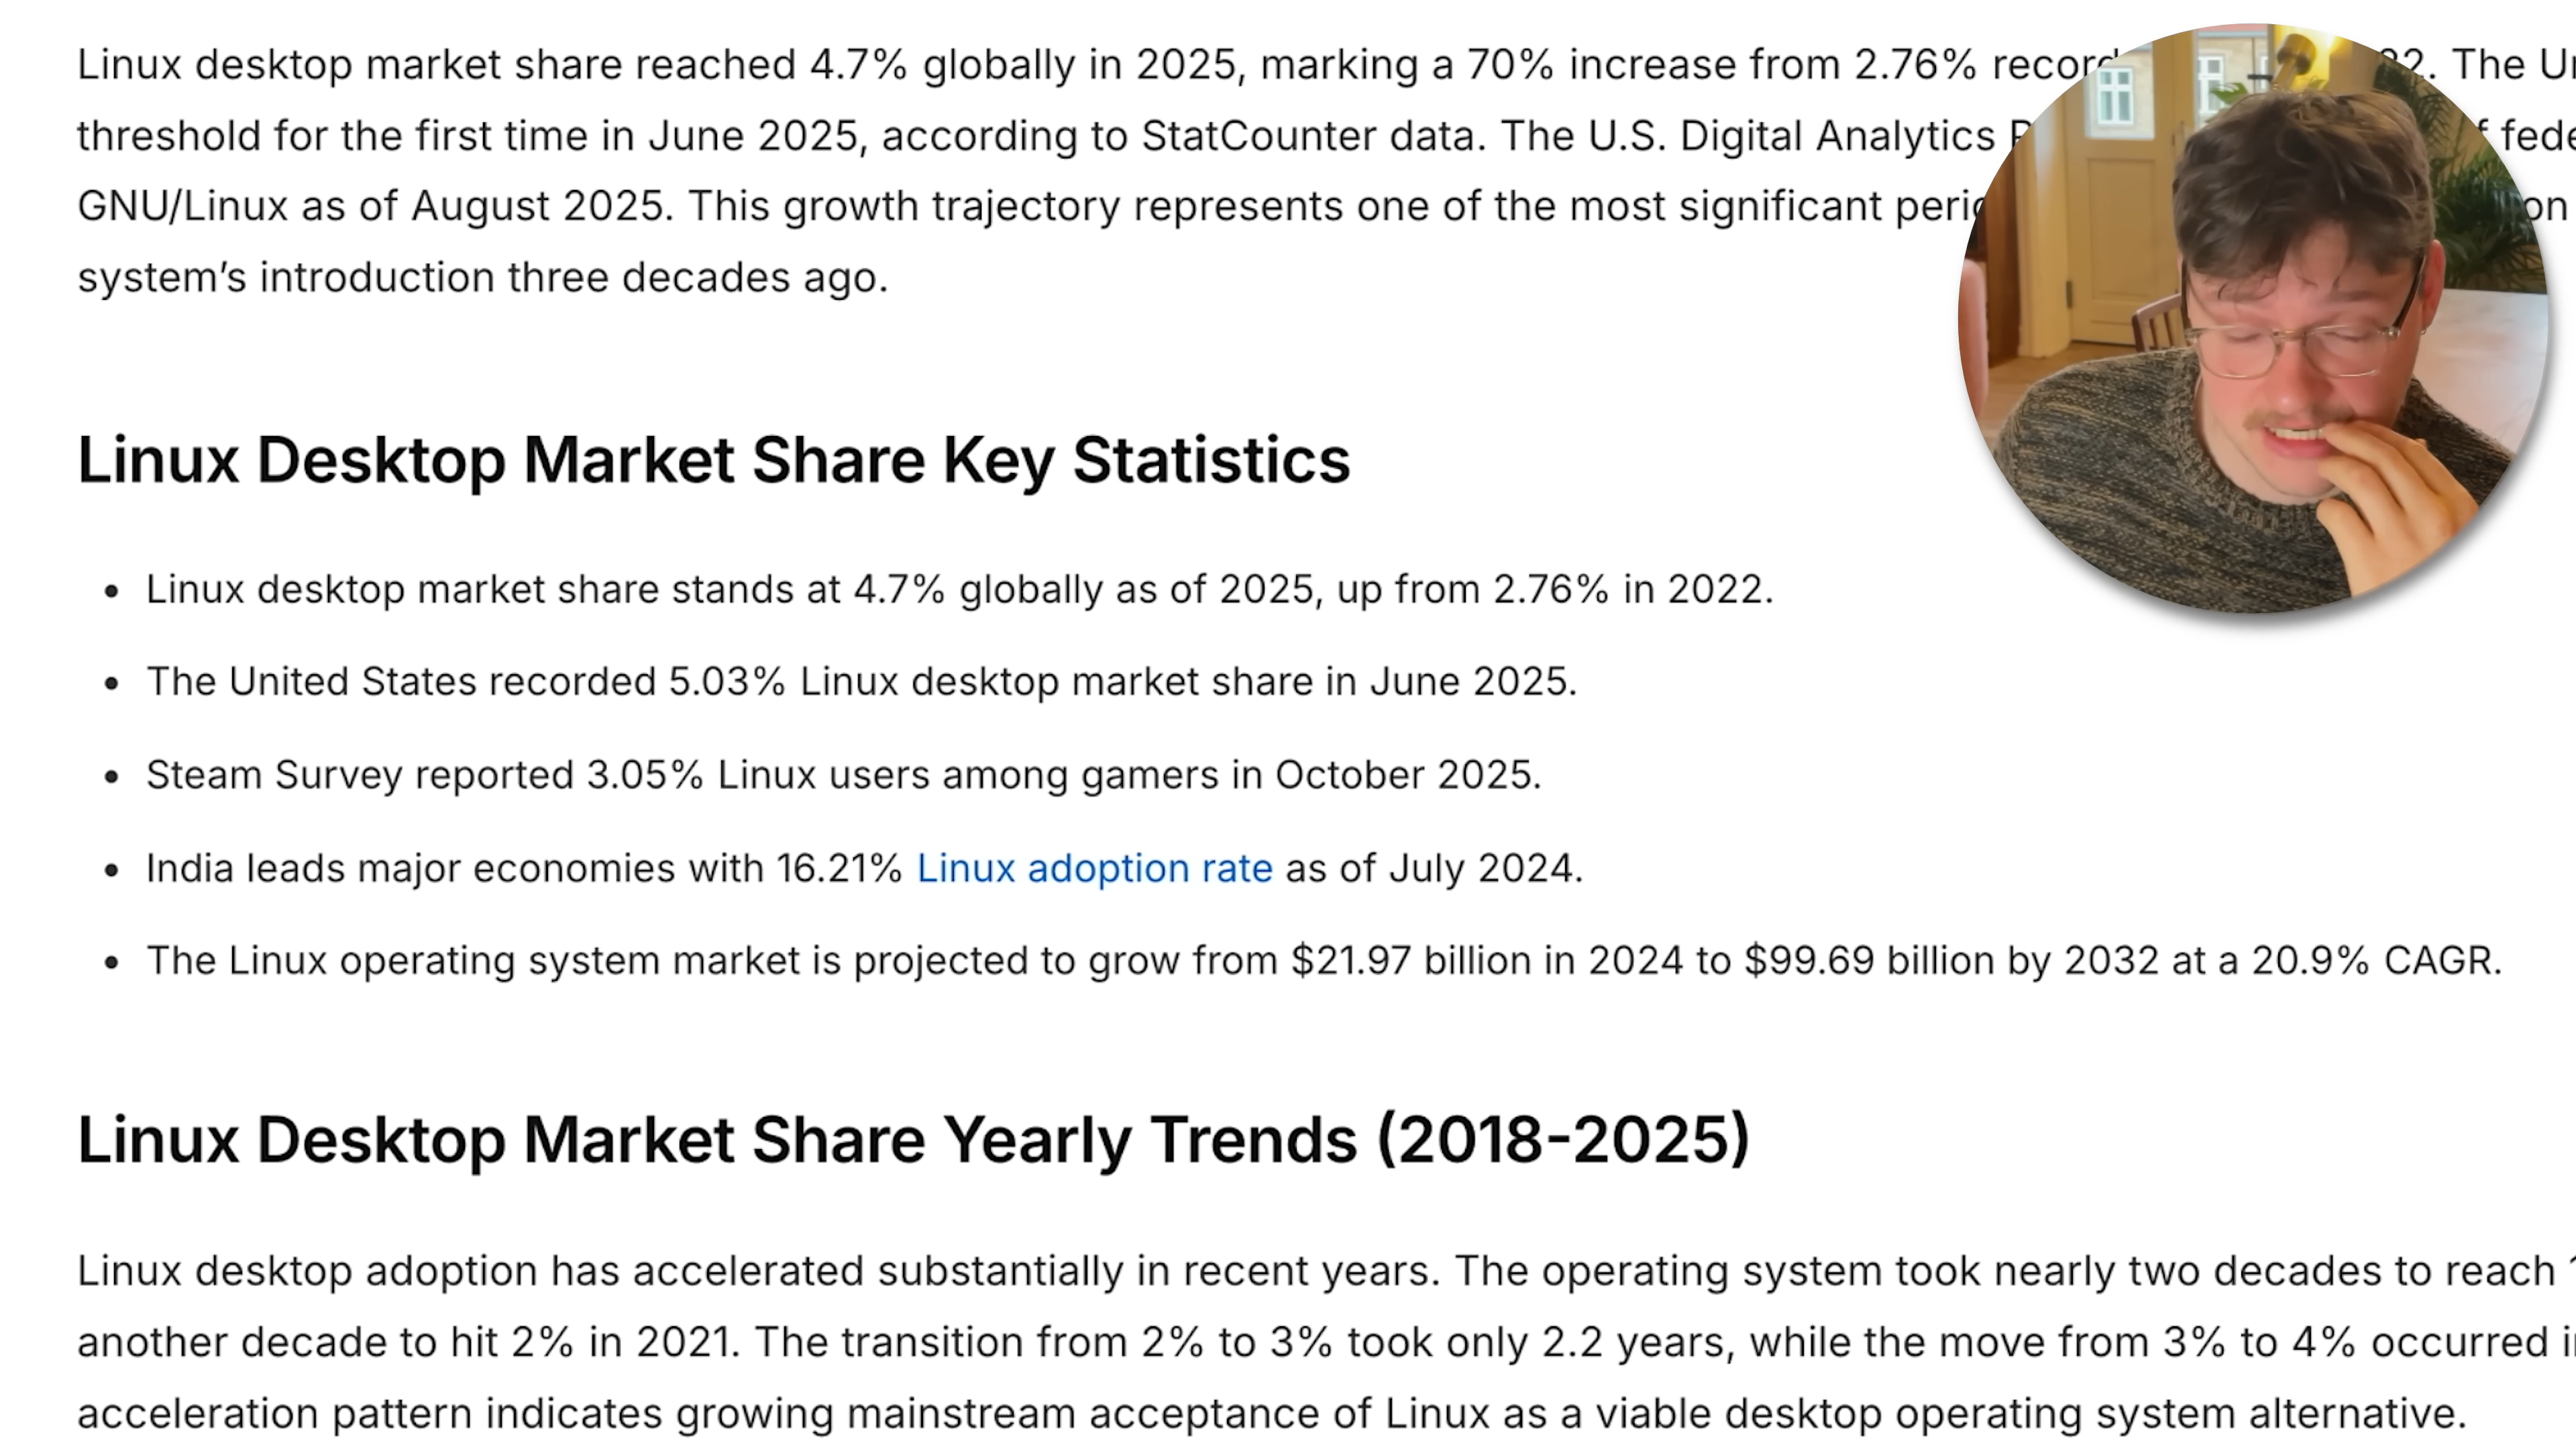 Linux desktop market share reached 4.7% globally in 2025, marking a 70% increase from 2.76% The
threshold for the first time in June 2025, according to StatCounter data. The U.S. Digital Analytics
GNU/Linux as of August 2025. This growth trajectory represents one of the most significant
system’s introduction three decades ago.
Linux Desktop Market Share Key Statistics
• Linux desktop market share stands at 4.7% globally as of 2025, up from 2.76% in 2022.
• The United States recorded 5.03% Linux desktop market share in June 2025.
• Steam Survey reported 3.05% Linux users among gamers in October 2025.
• India leads major economies with 16.21% Linux adoption rate as of July 2024.
• The Linux operating system market is projected to grow from $21.97 billion in 2024 to $99.69 billion by 2032 at a 20.9% CAGR.
Linux Desktop Market Share Yearly Trends (2018-2025)
Linux desktop adoption has accelerated substantially in recent years. The operating system took nearly two decades to reach
another decade to hit 2% in 2021. The transition from 2% to 3% took only 2.2 years, while the move from 3% to 4% occurred
acceleration pattern indicates growing mainstream acceptance of Linux as a viable desktop operating system alternative.